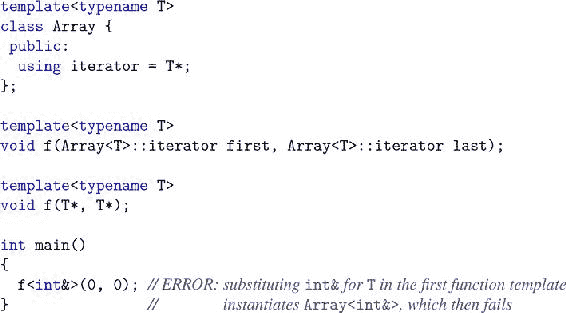 template<typename T>
class Array {
 public:
  using iterator = T*;
};

template<typename T>
void f(Array<T>::iterator first, Array<T>::iterator last);

template<typename T>
void f(T*, T*);

int main()
{
  f<int&>(0, 0); // ERROR: substituting int& for T in the first function template
}                //        instantiates Array<int&>, which then fails